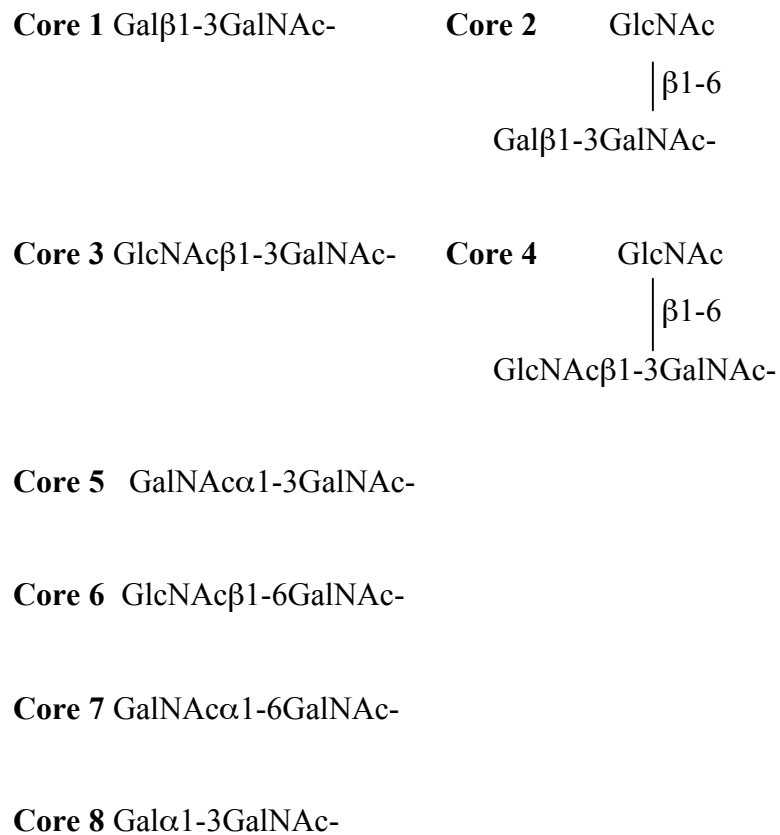 Core 1 Galβ1-3GalNAc-
Core 2 GlcNAc
β1-6
Galβ1-3GalNAc-
Core 3 GlcNAcβ1-3GalNAc-
Core 4 GlcNAc
β1-6
GlcNAcβ1-3GalNAc-
Core 5 GalNAcα1-3GalNAc-
Core 6 GlcNAcβ1-6GalNAc-
Core 7 GalNAcα1-6GalNAc-
Core 8 Galα1-3GalNAc-